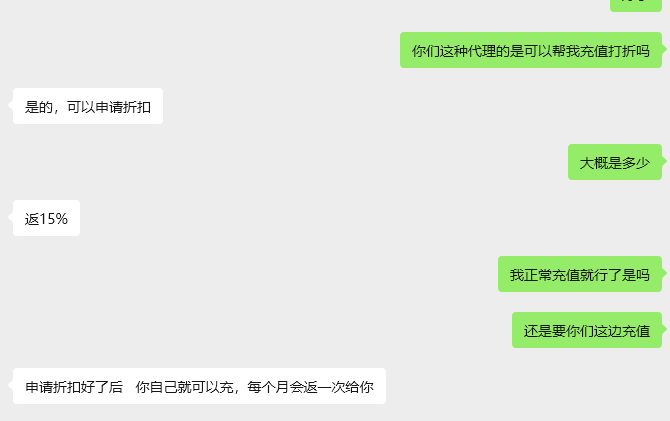 你们这种代理的是可以帮我充值打折吗
是的，可以申请折扣
大概是多少
返15%
我正常充值就行了是吗
还是要你们这边充值
申请折扣好了后 你自己就可以充，每个月会返一次给你